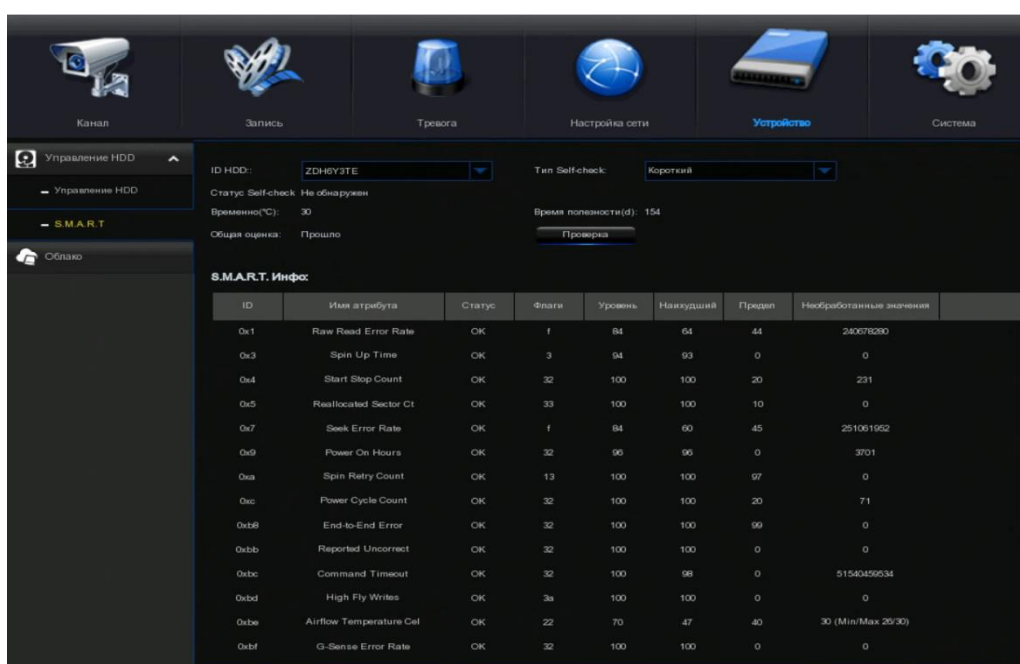 Канал Запись Тревога Настройка сети Устройство Система
Управление HDD
Управление HDD
S.M.A.R.T
Облако
ID HDD:: ZDH6Y3TE Тип Self-check: Короткий
Статус Self-check Не обнаружен
Временно(°C): 30 Время полезности(d): 154
Общая оценка: Прошло Проверка
S.M.A.R.T. Инфо:
ID Имя атрибута Статус Флаги Уровень Наихудший Предел Необработанные значения
0x1 Raw Read Error Rate OK f 84 64 44 240678280
0x3 Spin Up Time OK 3 94 93 0 0
0x4 Start Stop Count OK 32 100 100 20 231
0x5 Reallocated Sector Ct OK 33 100 100 10 0
0x7 Seek Error Rate OK f 84 60 45 251061952
0x9 Power On Hours OK 32 96 96 0 3701
0xa Spin Retry Count OK 13 100 100 97 0
0xc Power Cycle Count OK 32 100 100 20 71
0xb8 End-to-End Error OK 32 100 100 99 0
0xbb Reported Uncorrect OK 32 100 100 0 0
0xbc Command Timeout OK 32 100 98 0 51540459534
0xbd High Fly Writes OK 3a 100 100 0 0
0xbe Airflow Temperature Cel OK 22 70 47 40 30 (Min/Max 26/30)
0xbf G-Sense Error Rate OK 32 100 100 0 0